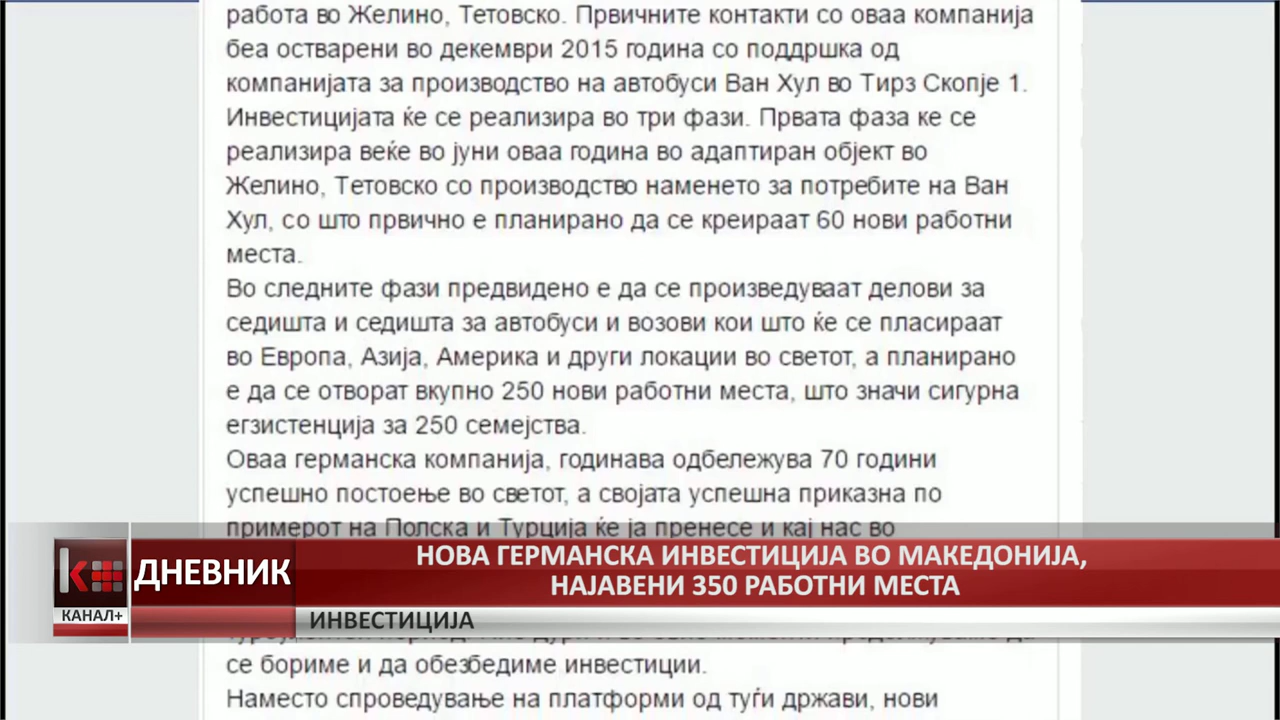 работа во Желино, Тетовско. Првичните контакти со оваа компанија
беа остварени во декември 2015 година со поддршка од
компанијата за производство на автобуси Ван Хул во Тирз Скопје 1.
Инвестицијата ќе се реализира во три фази. Првата фаза ке се
реализира веќе во јуни оваа година во адаптиран објект во
Желино, Тетовско со производство наменето за потребите на Ван
Хул, со што првично е планирано да се креираат 60 нови работни
места.
Во следните фази предвидено е да се произведуваат делови за
седишта и седишта за автобуси и возови кои што ќе се пласираат
во Европа, Азија, Америка и други локации во светот, а планирано
е да се отворат вкупно 250 нови работни места, што значи сигурна
егзистенција за 250 семејства.
Оваа германска компанија, годинава одбележува 70 години
успешно постоење во светот, а својата успешна приказна по
примерот на Полска и Турција ќе ја пренесе и кај нас во
К
КАНАЛ+
ДНЕВНИК
НОВА ГЕРМАНСКА ИНВЕСТИЦИЈА ВО МАКЕДОНИЈА,
НАЈАВЕНИ 350 РАБОТНИ МЕСТА
ИНВЕСТИЦИЈА
се бориме и да обезбедиме инвестиции.
Наместо спроведување на платформи од туѓи држави, нови